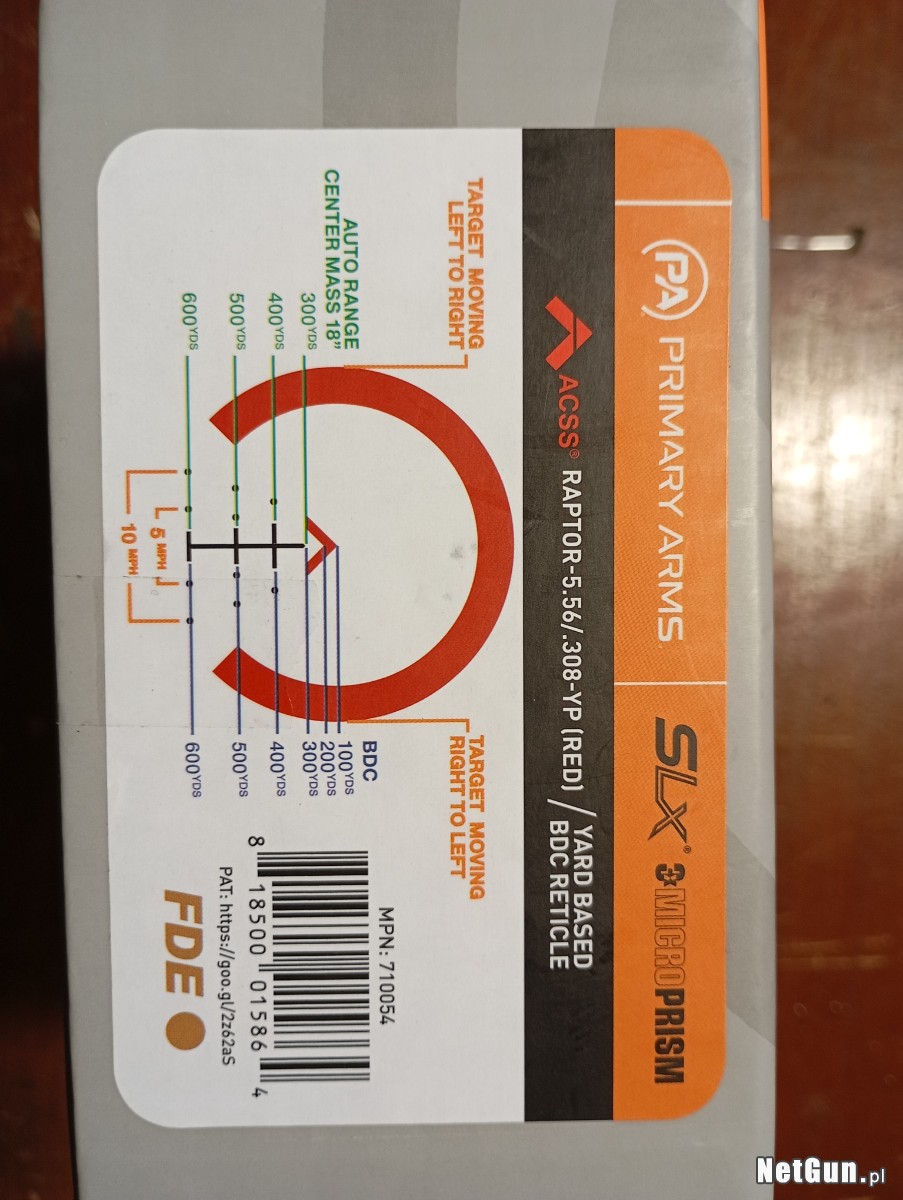 PA PRIMARY ARMS
SLX® 3×MICROPRISM
ACSS® RAPTOR-5.56/.308-YP (RED) / YARD BASED
BDC RETICLE
TARGET MOVING
LEFT TO RIGHT
TARGET MOVING
RIGHT TO LEFT
AUTO RANGE
CENTER MASS 18”
300YDS
400YDS
500YDS
600YDS
BDC
100YDS
200YDS
300YDS
400YDS
500YDS
600YDS
5 MPH
10 MPH
MPN: 710054
8 18500 01586 4
PAT: https://goo.gl/2z62aS
FDE
NetGun.pl